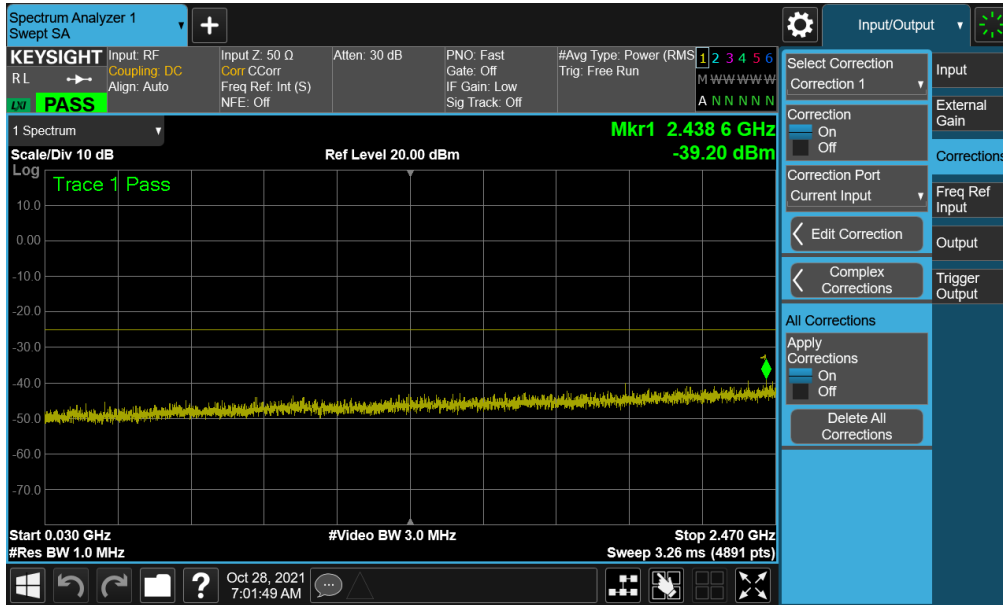 Spectrum Analyzer 1
Swept SA
+
Input/Output
KEYSIGHT
RL
LXI
PASS
Input: RF
Coupling: DC
Align: Auto
Input Z: 50 Ω
Corr CCorr
Freq Ref: Int (S)
NFE: Off
Atten: 30 dB
PNO: Fast
Gate: Off
IF Gain: Low
Sig Track: Off
#Avg Type: Power (RMS
Trig: Free Run
1 2 3 4 5 6
M W W W W W
A N N N N N
1 Spectrum
Scale/Div 10 dB
Ref Level 20.00 dBm
Mkr1 2.438 6 GHz
-39.20 dBm
Log
Trace 1 Pass
10.0
0.00
-10.0
-20.0
-30.0
-40.0
-50.0
-60.0
-70.0
1
Start 0.030 GHz
#Res BW 1.0 MHz
#Video BW 3.0 MHz
Stop 2.470 GHz
Sweep 3.26 ms (4891 pts)
Select Correction
Correction 1
Correction
On
Off
Correction Port
Current Input
Edit Correction
Complex
Corrections
All Corrections
Apply
Corrections
On
Off
Delete All
Corrections
Input
External
Gain
Corrections
Freq Ref
Input
Output
Trigger
Output
?
Oct 28, 2021
7:01:49 AM